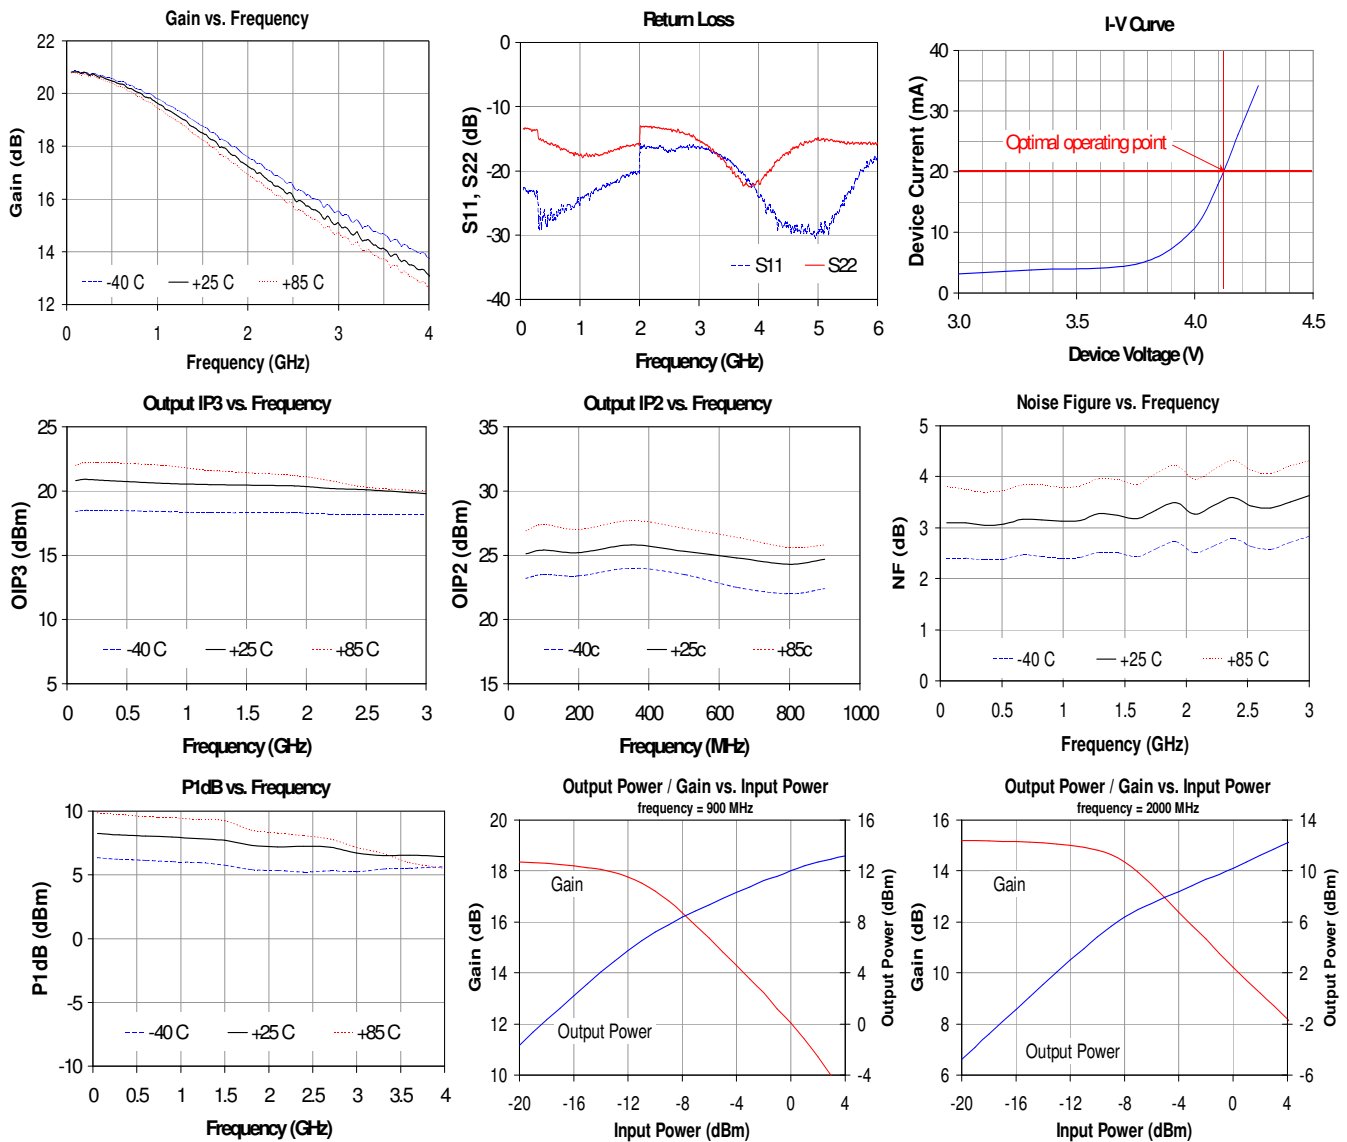 Gain vs. Frequency
22
20
18
16
14
12
Gain (dB)
-40 C
+25 C
+85 C
0 1 2 3 4
Frequency (GHz)
Return Loss
0
-10
-20
-30
-40
S11, S22 (dB)
S11
S22
0 1 2 3 4 5 6
Frequency (GHz)
I-V Curve
40
30
20
10
0
Device Current (mA)
Optimal operating point
3.0 3.5 4.0 4.5
Device Voltage (V)
Output IP3 vs. Frequency
25
20
15
10
5
OIP3 (dBm)
-40 C
+25 C
+85 C
0 0.5 1 1.5 2 2.5 3
Frequency (GHz)
Output IP2 vs. Frequency
35
30
25
20
15
OIP2 (dBm)
-40c
+25c
+85c
0 200 400 600 800 1000
Frequency (MHz)
Noise Figure vs. Frequency
5
4
3
2
1
0
NF (dB)
-40 C
+25 C
+85 C
0 0.5 1 1.5 2 2.5 3
Frequency (GHz)
P1dB vs. Frequency
10
5
0
-5
-10
P1dB (dBm)
-40 C
+25 C
+85 C
0 0.5 1 1.5 2 2.5 3 3.5 4
Frequency (GHz)
Output Power / Gain vs. Input Power
frequency = 900 MHz
20
18
16
14
12
10
Gain (dB)
Gain
Output Power
16
12
8
4
0
-4
Output Power (dBm)
-20 -16 -12 -8 -4 0 4
Input Power (dBm)
Output Power / Gain vs. Input Power
frequency = 2000 MHz
16
14
12
10
8
6
Gain (dB)
Gain
Output Power
14
10
6
2
-2
-6
Output Power (dBm)
-20 -16 -12 -8 -4 0 4
Input Power (dBm)